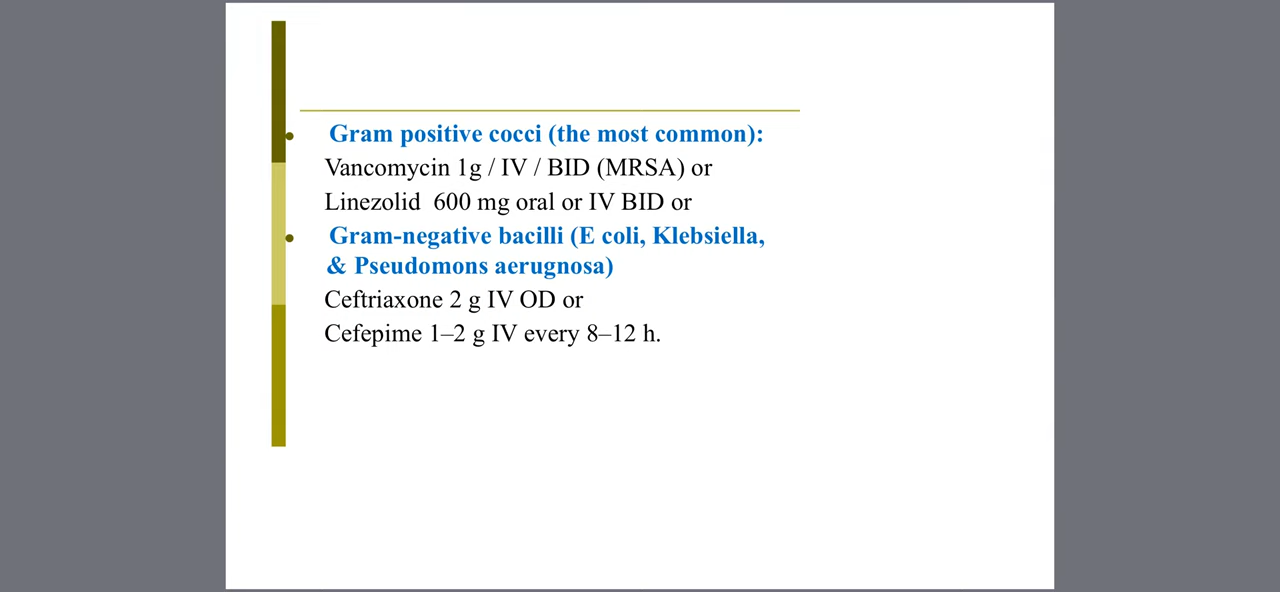 • Gram positive cocci (the most common):
Vancomycin 1g / IV / BID (MRSA) or
Linezolid  600 mg oral or IV BID or
• Gram-negative bacilli (E coli, Klebsiella,
& Pseudomons aerugnosa)
Ceftriaxone 2 g IV OD or
Cefepime 1–2 g IV every 8–12 h.